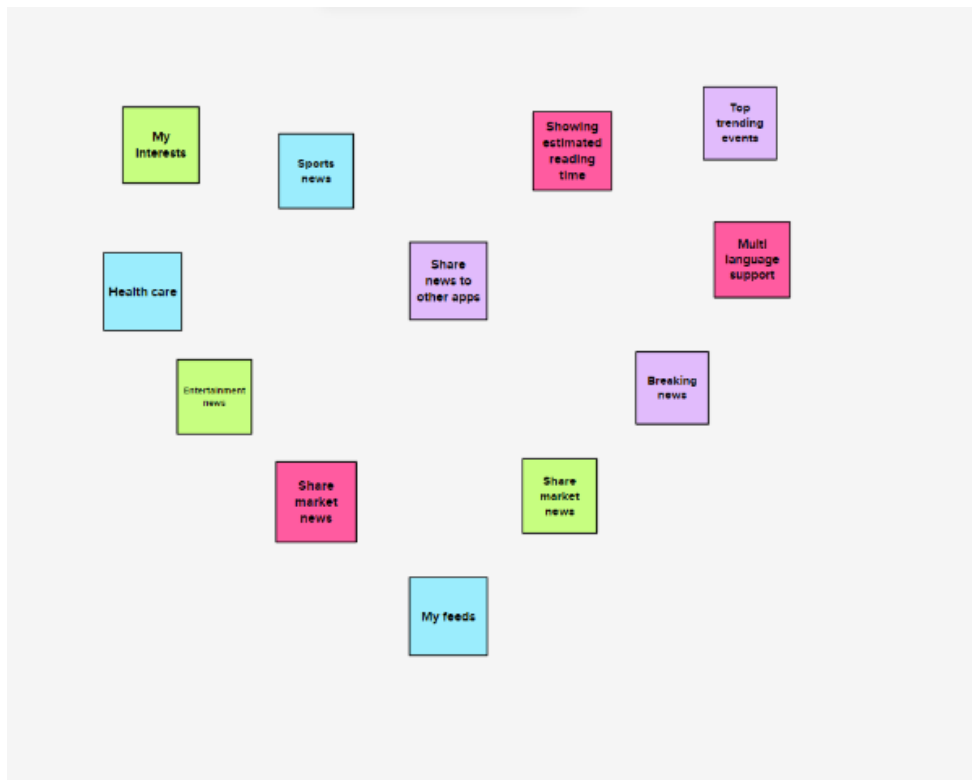 My
Interests
Sports
news
Showing
estimated
reading
time
Top
trending
events
Health care
Share
news to
other apps
Multi
language
support
Entertainment
news
Breaking
news
Share
market
news
Share
market
news
My feeds